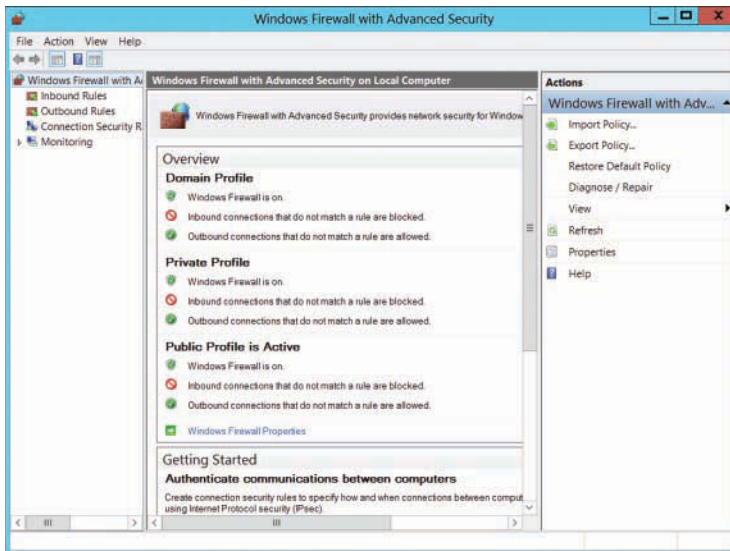 Windows Firewall with Advanced Security
File Action View Help
Windows Firewall with A
Inbound Rules
Outbound Rules
Connection Security R
Monitoring
Windows Firewall with Advanced Security on Local Computer
Windows Firewall with Advanced Security provides network security for Window
Overview
Domain Profile
Windows Firewall is on.
Inbound connections that do not match a rule are blocked.
Outbound connections that do not match a rule are allowed.
Private Profile
Windows Firewall is on.
Inbound connections that do not match a rule are blocked.
Outbound connections that do not match a rule are allowed.
Public Profile is Active
Windows Firewall is on.
Inbound connections that do not match a rule are blocked.
Outbound connections that do not match a rule are allowed.
Windows Firewall Properties
Getting Started
Authenticate communications between computers
Create connection security rules to specify how and when connections between comput
using Internet Protocol security (IPsec).
Actions
Windows Firewall with Adv...
Import Policy...
Export Policy...
Restore Default Policy
Diagnose / Repair
View
Refresh
Properties
Help